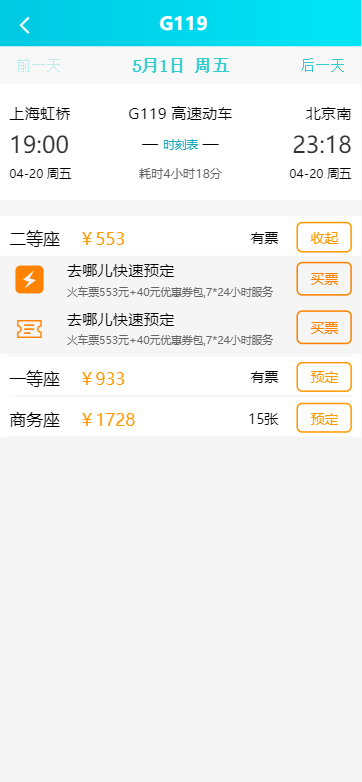 G119
前一天 5月1日 周五 后一天
上海虹桥 G119 高速动车 北京南
19:00 — 时刻表 — 23:18
04-20 周五 耗时4小时18分 04-20 周五
二等座 ￥553 有票 收起
去哪儿快速预定 买票
火车票553元+40元优惠券包,7*24小时服务
去哪儿快速预定 买票
火车票553元+40元优惠券包,7*24小时服务
一等座 ￥933 有票 预定
商务座 ￥1728 15张 预定